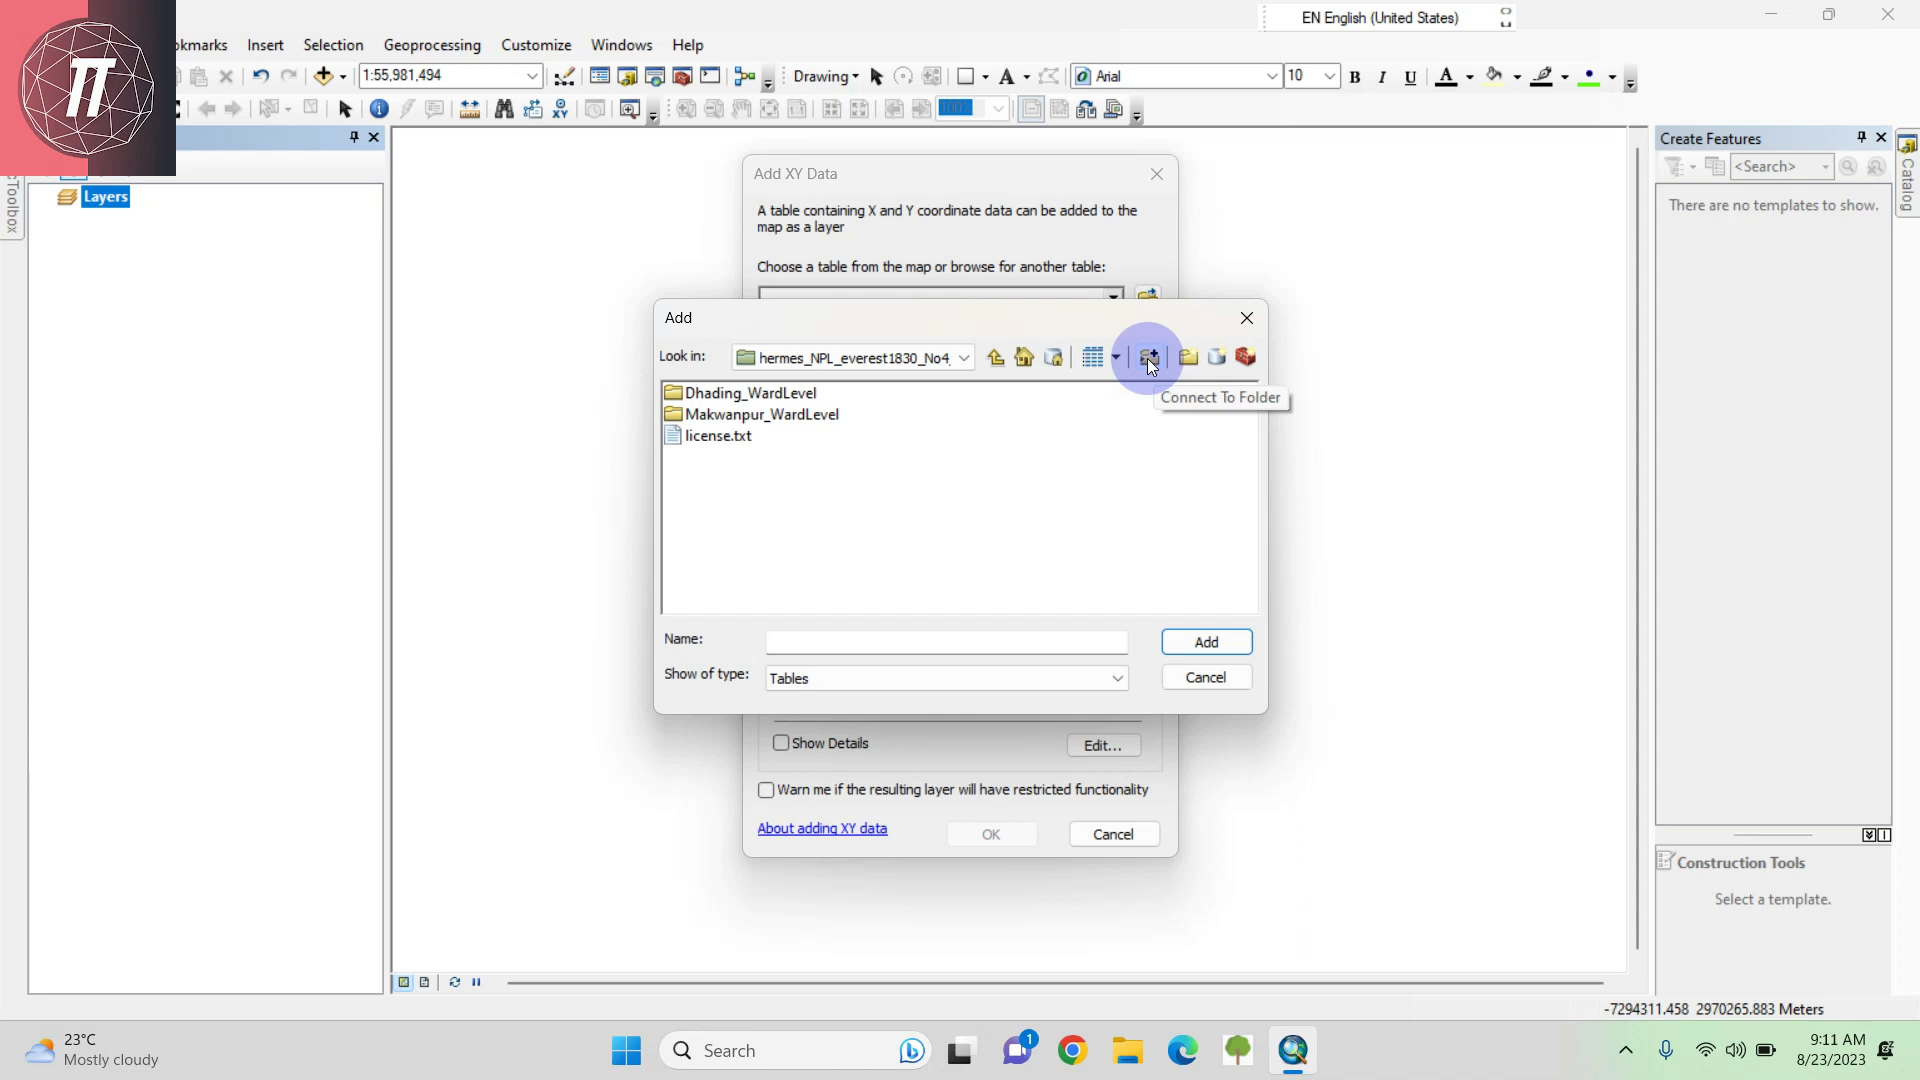 EN English (United States)
okmarks Insert Selection Geoprocessing Customize Windows Help
1:55,981,494 Drawing A Arial 10 B I U A
100%
Create Features
<Search>
Catalog
There are no templates to show.
Toolbox
Layers
Add XY Data
A table containing X and Y coordinate data can be added to the
map as a layer
Choose a table from the map or browse for another table:
Add
Look in: hermes_NPL_everest1830_No4_
Connect To Folder
Dhading_WardLevel
Makwanpur_WardLevel
license.txt
Name:
Add
Show of type: Tables
Cancel
Show Details Edit...
Warn me if the resulting layer will have restricted functionality
About adding XY data OK Cancel
Construction Tools
Select a template.
-7294311.458 2970265.883 Meters
23°C
Mostly cloudy
Search
1
9:11 AM
8/23/2023